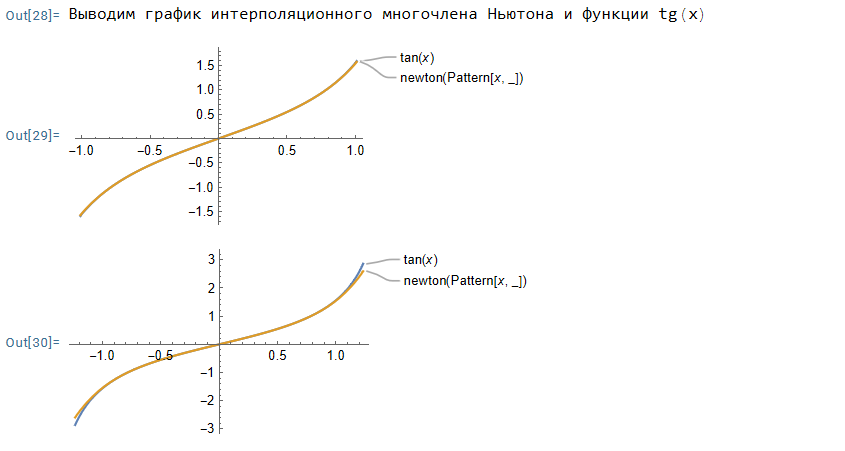 Out[28]= Выводим график интерполяционного многочлена Ньютона и функции tg(x)
tan(x)
newton(Pattern[x, _])
1.5
1.0
0.5
Out[29]=
−1.0 −0.5 0.5 1.0
−0.5
−1.0
−1.5
3
tan(x)
newton(Pattern[x, _])
2
1
Out[30]=
−1.0 −0.5 0.5 1.0
−1
−2
−3